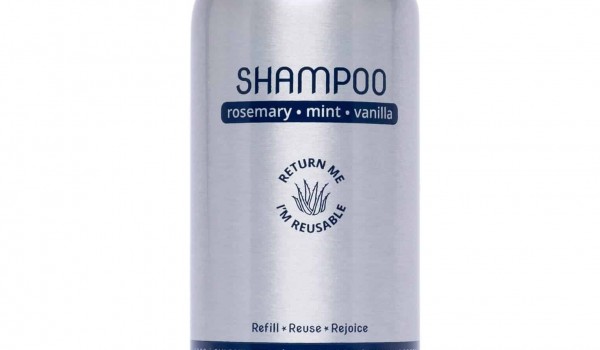 SHAMPOO
rosemary • mint • vanilla
RETURN ME
I'M REUSABLE
Refill * Reuse * Rejoice